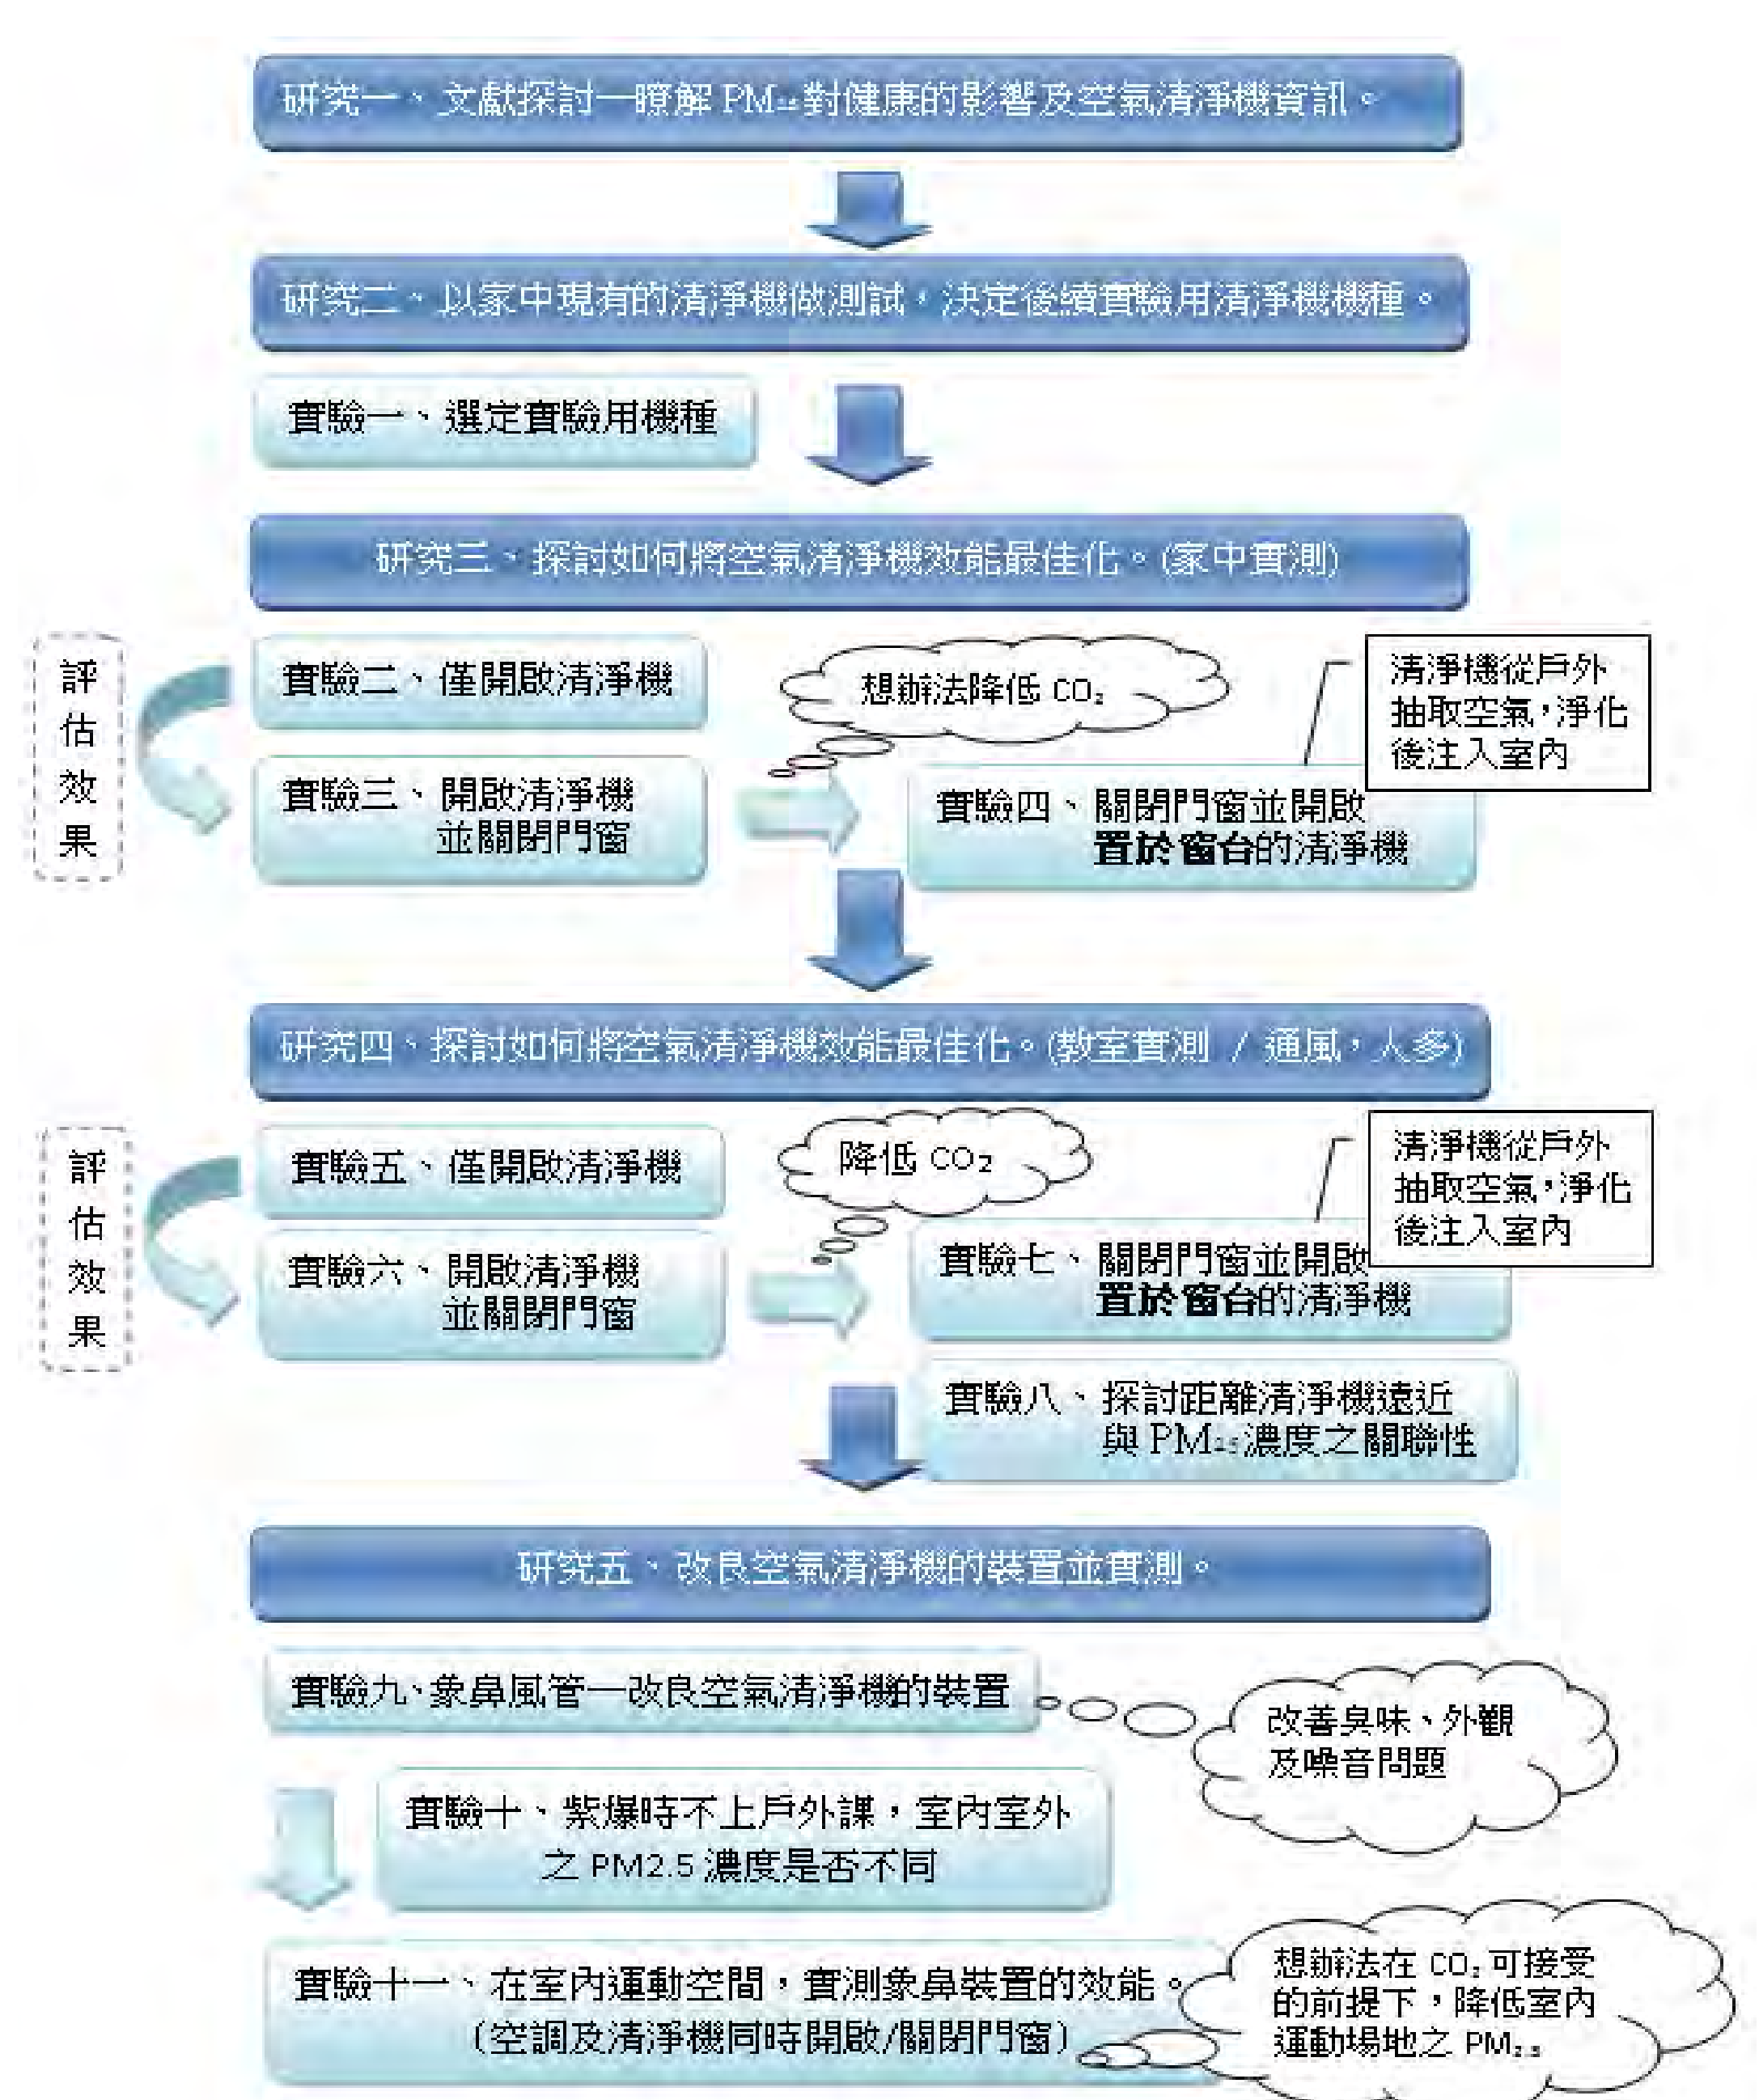 研究一、文獻探討—瞭解 PM₂.₅對健康的影響及空氣清淨機資訊。
研究二、以家中現有的清淨機做測試，決定後續實驗用清淨機機種。
實驗一、選定實驗用機種
研究三、探討如何將空氣清淨機效能最佳化。(家中實測)
評
估
效
果
實驗二、僅開啟清淨機
實驗三、開啟清淨機
並關閉門窗
想辦法降低 CO₂
清淨機從戶外
抽取空氣，淨化
後注入室內
實驗四、關閉門窗並開啟
置於窗台的清淨機
研究四、探討如何將空氣清淨機效能最佳化。(教室實測 / 通風，人多)
評
估
效
果
實驗五、僅開啟清淨機
實驗六、開啟清淨機
並關閉門窗
降低 CO₂
清淨機從戶外
抽取空氣，淨化
後注入室內
實驗七、關閉門窗並開啟
置於窗台的清淨機
實驗八、探討距離清淨機遠近
與 PM₂.₅濃度之關聯性
研究五、改良空氣清淨機的裝置並實測。
實驗九、象鼻風管—改良空氣清淨機的裝置
改善臭味、外觀
及噪音問題
實驗十、紫爆時不上戶外課，室內室外
之 PM2.5 濃度是否不同
實驗十一、在室內運動空間，實測象鼻裝置的效能。
（空調及清淨機同時開啟/關閉門窗）
想辦法在 CO₂可接受
的前提下，降低室內
運動場地之 PM₂.₅